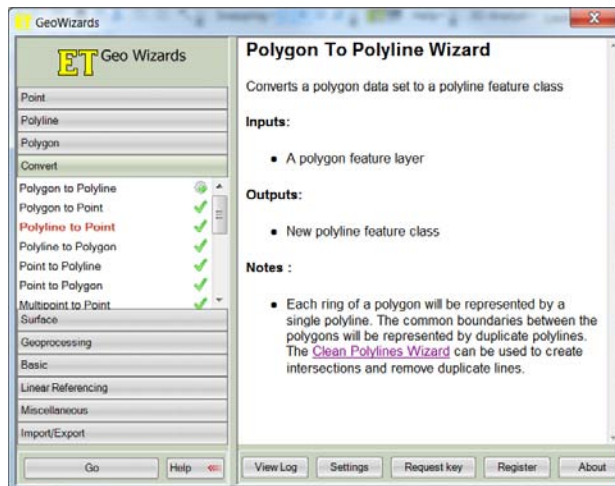 GeoWizards
ET Geo Wizards
Point
Polyline
Polygon
Convert
Polygon to Polyline
Polygon to Point
Polyline to Point
Polyline to Polygon
Point to Polyline
Point to Polygon
Multipoint to Point
Surface
Geoprocessing
Basic
Linear Referencing
Miscellaneous
Import/Export
Go
Help
Polygon To Polyline Wizard
Converts a polygon data set to a polyline feature class
Inputs:
• A polygon feature layer
Outputs:
• New polyline feature class
Notes :
• Each ring of a polygon will be represented by a
single polyline. The common boundaries between the
polygons will be represented by duplicate polylines.
The Clean Polylines Wizard can be used to create
intersections and remove duplicate lines.
View Log
Settings
Request key
Register
About